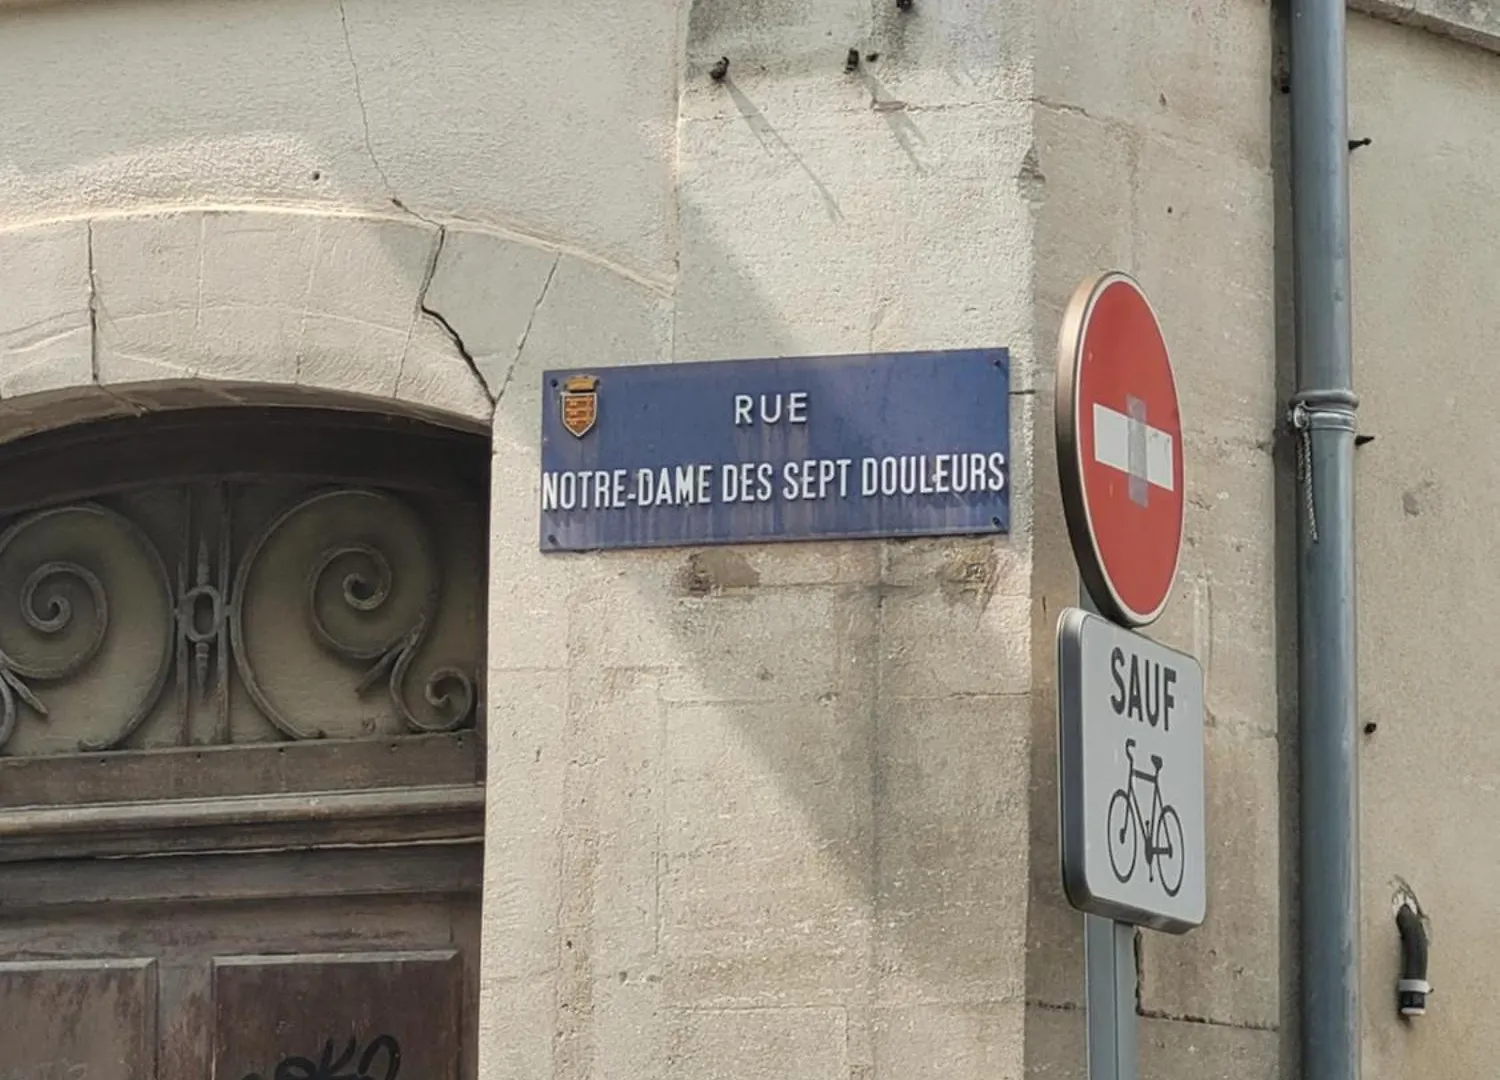 RUE
NOTRE-DAME DES SEPT DOULEURS
SAUF